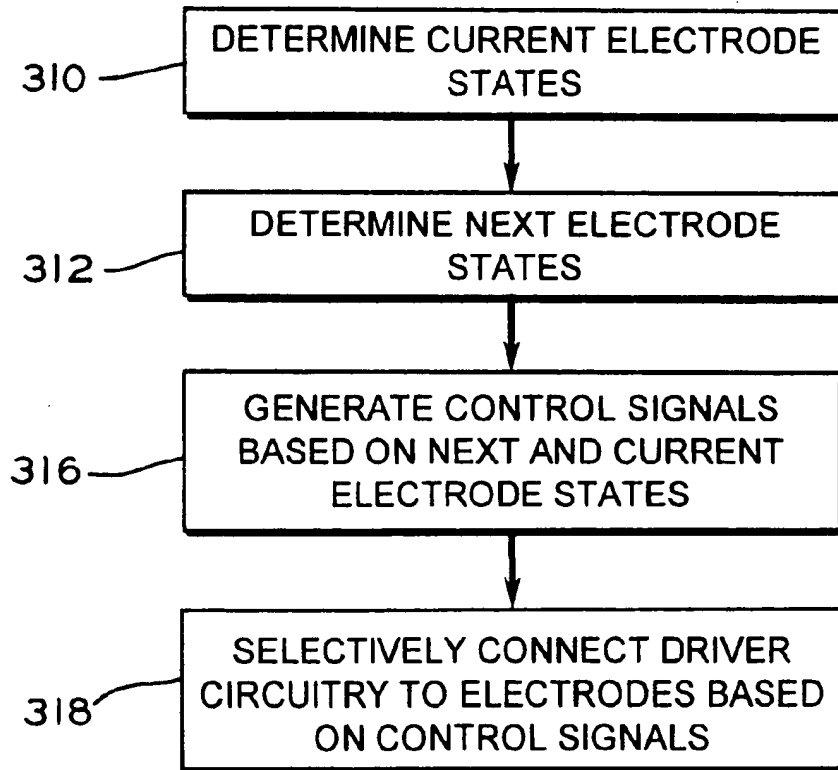 310
DETERMINE CURRENT ELECTRODE
STATES
312
DETERMINE NEXT ELECTRODE
STATES
316
GENERATE CONTROL SIGNALS
BASED ON NEXT AND CURRENT
ELECTRODE STATES
318
SELECTIVELY CONNECT DRIVER
CIRCUITRY TO ELECTRODES BASED
ON CONTROL SIGNALS